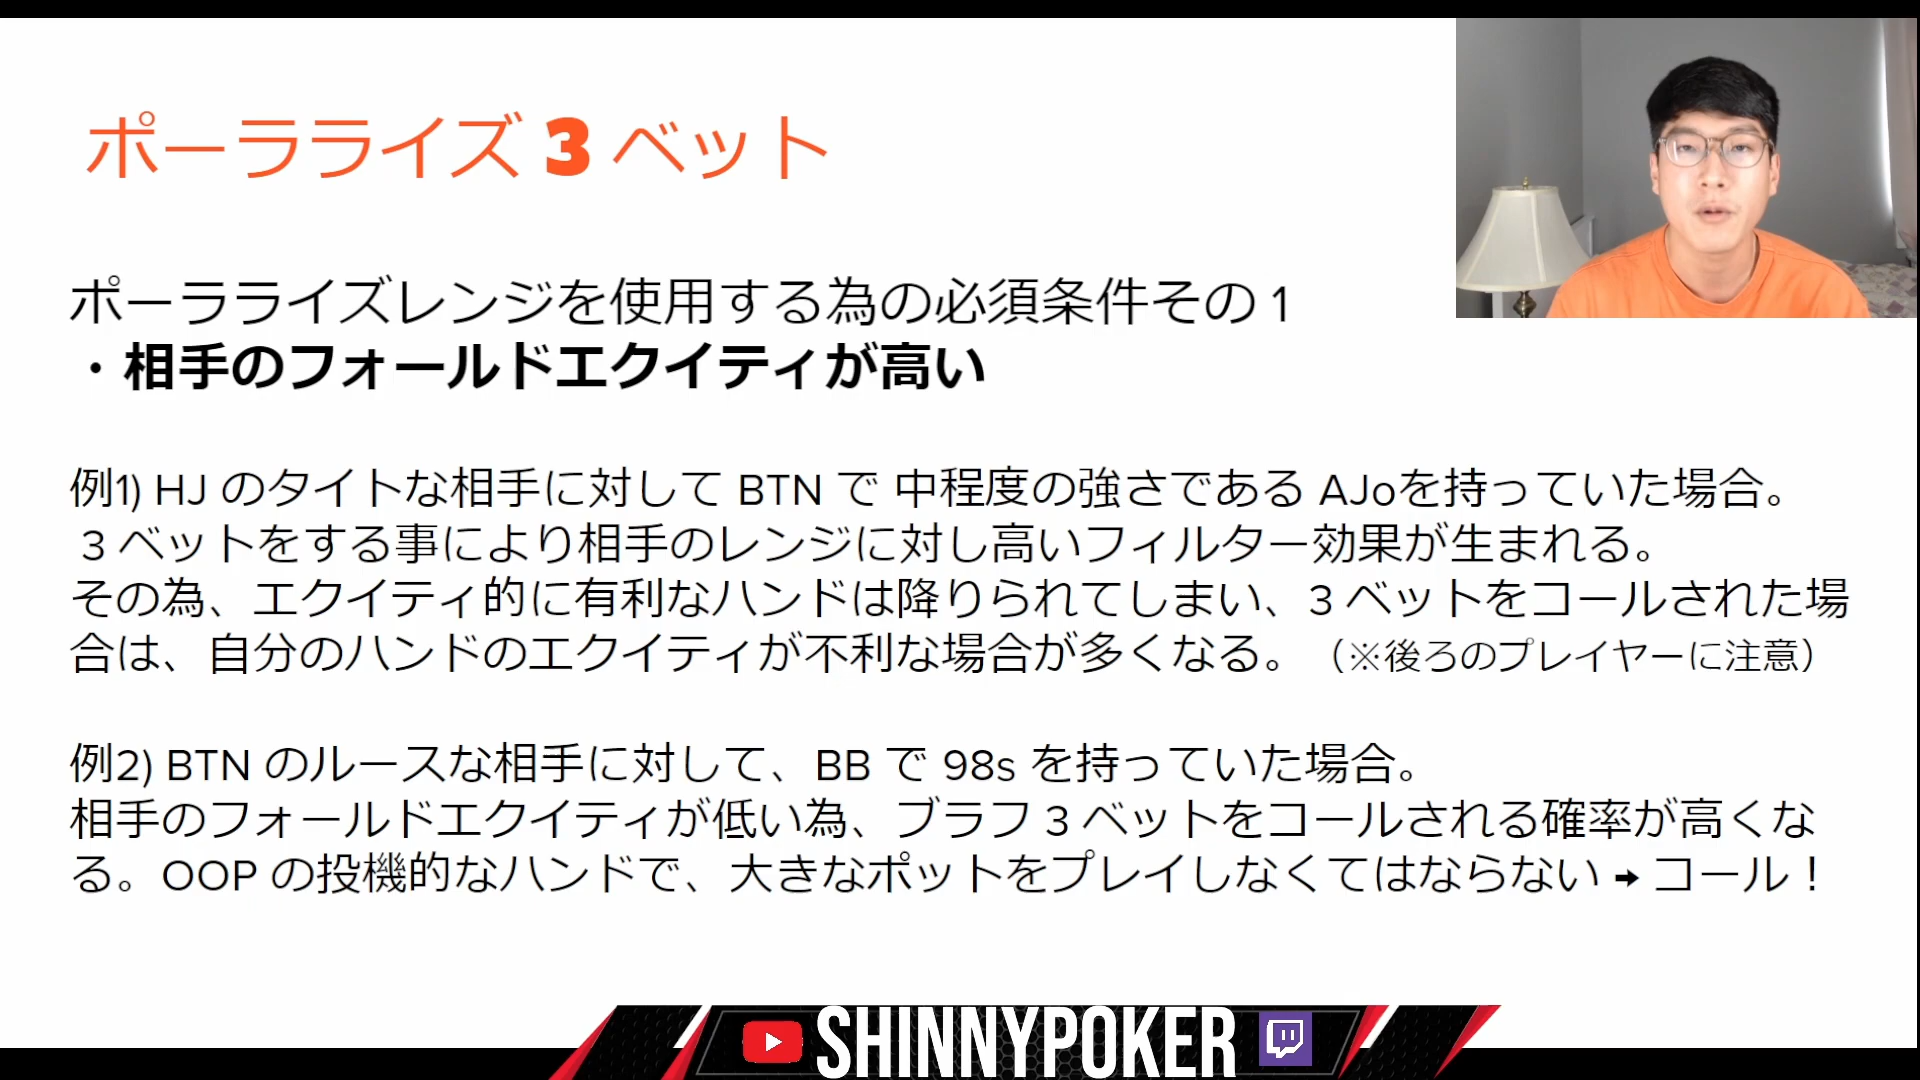 ポーラライズ 3 ベット
ポーラライズレンジを使用する為の必須条件その 1
・相手のフォールドエクイティが高い
例1) HJ のタイトな相手に対して BTN で 中程度の強さである AJoを持っていた場合。
3 ベットをする事により相手のレンジに対し高いフィルター効果が生まれる。
その為、エクイティ的に有利なハンドは降りられてしまい、3 ベットをコールされた場
合は、自分のハンドのエクイティが不利な場合が多くなる。（※後ろのプレイヤーに注意）
例2) BTN のルースな相手に対して、BB で 98s を持っていた場合。
相手のフォールドエクイティが低い為、ブラフ 3 ベットをコールされる確率が高くな
る。OOP の投機的なハンドで、大きなポットをプレイしなくてはならない → コール！
SHINNYPOKER